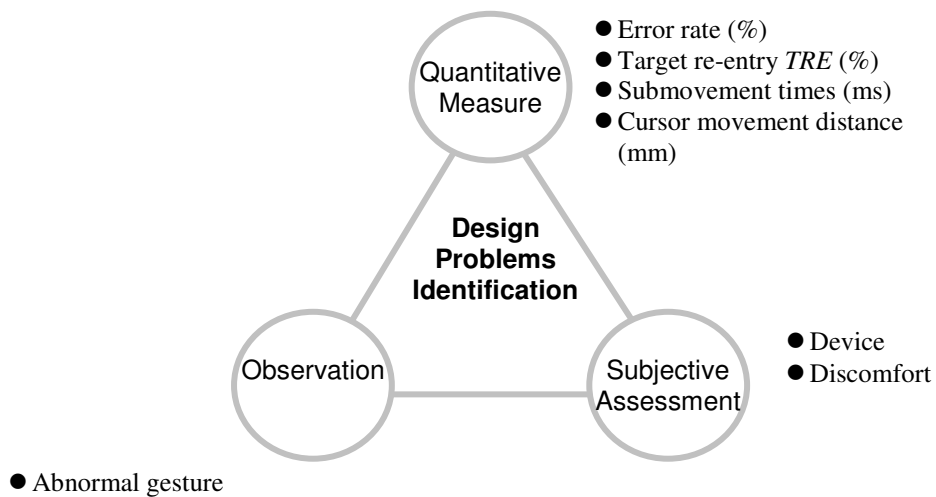 Quantitative
Measure
● Error rate (%)
● Target re-entry TRE (%)
● Submovement times (ms)
● Cursor movement distance
(mm)
Design
Problems
Identification
Observation
Subjective
Assessment
● Device
● Discomfort
● Abnormal gesture